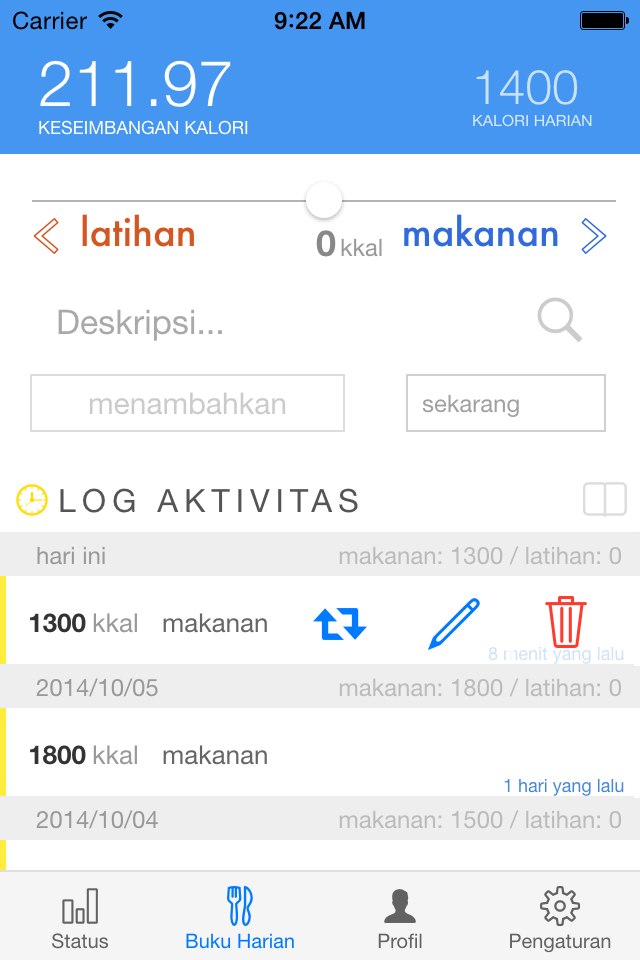 Carrier 9:22 AM
211.97 1400
KESEIMBANGAN KALORI KALORI HARIAN
latihan 0 kkal makanan
Deskripsi...
menambahkan sekarang
LOG AKTIVITAS
hari ini makanan: 1300 / latihan: 0
1300 kkal makanan
8 menit yang lalu
2014/10/05 makanan: 1800 / latihan: 0
1800 kkal makanan
1 hari yang lalu
2014/10/04 makanan: 1500 / latihan: 0
Status Buku Harian Profil Pengaturan